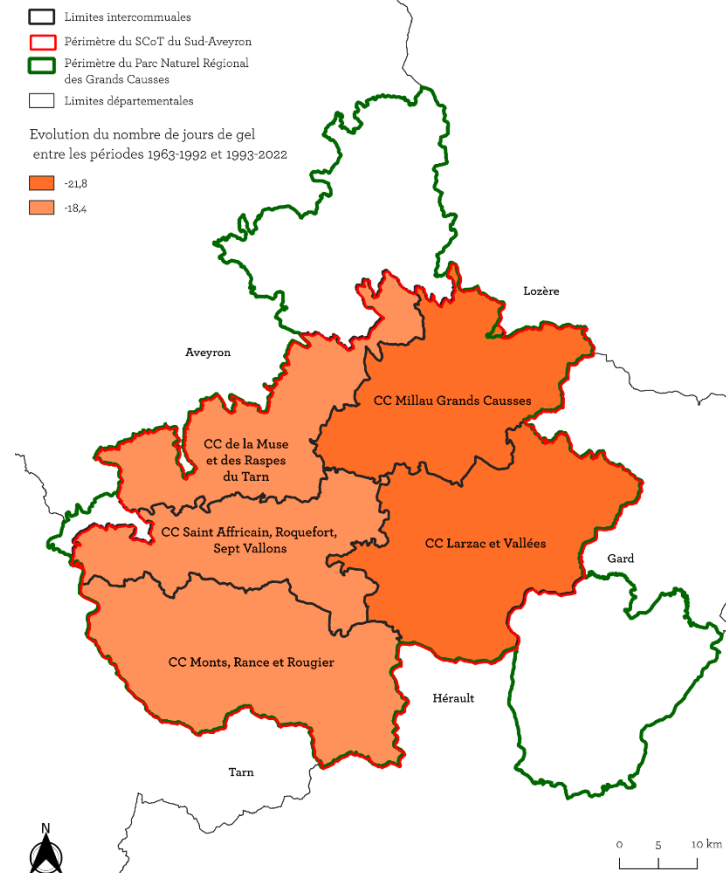 Limites intercommuales
Périmètre du SCoT du Sud-Aveyron
Périmètre du Parc Naturel Régional
des Grands Causses
Limites départementales
Evolution du nombre de jours de gel
entre les périodes 1963-1992 et 1993-2022
-21,8
-18,4
Lozère
Aveyron
CC Millau Grands Causses
CC de la Muse
et des Raspes
du Tarn
CC Saint Affricain, Roquefort,
Sept Vallons
CC Larzac et Vallées
Gard
CC Monts, Rance et Rougier
Hérault
Tarn
N
0 5 10 km